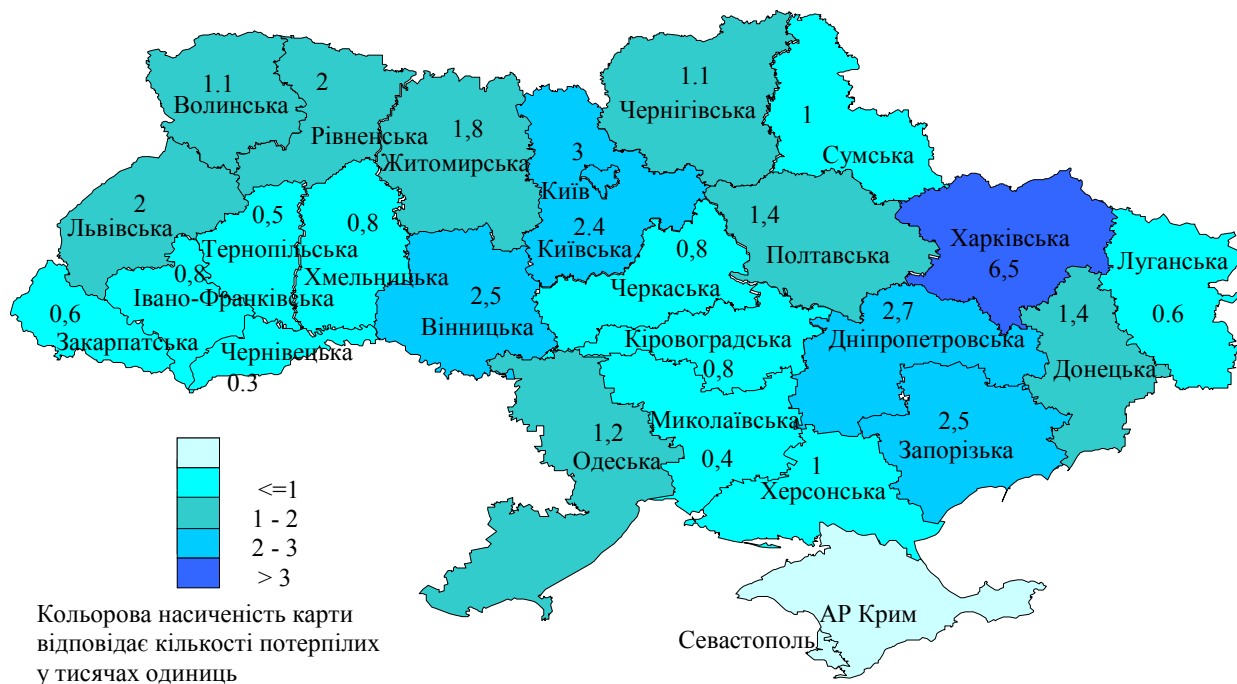 1.1
Волинська
2
Рівненська
1,8
Житомирська
3
Київ
2.4
Київська
1.1
Чернігівська
1
Сумська
2
Львівська
0,5
Тернопільська
0,8
Хмельницька
0,8
Івано-Франківська
0,6
Закарпатська
Чернівецька
0.3
2,5
Вінницька
0,8
Черкаська
1,4
Полтавська
Харківська
6,5
Луганська
0.6
Кіровоградська
0,8
2,7
Дніпропетровська
1,4
Донецька
1,2
Одеська
Миколаївська
0,4
1
Херсонська
2,5
Запорізька
АР Крим
Севастополь
<=1
1 - 2
2 - 3
> 3
Кольорова насиченість карти
відповідає кількості потерпілих
у тисячах одиниць